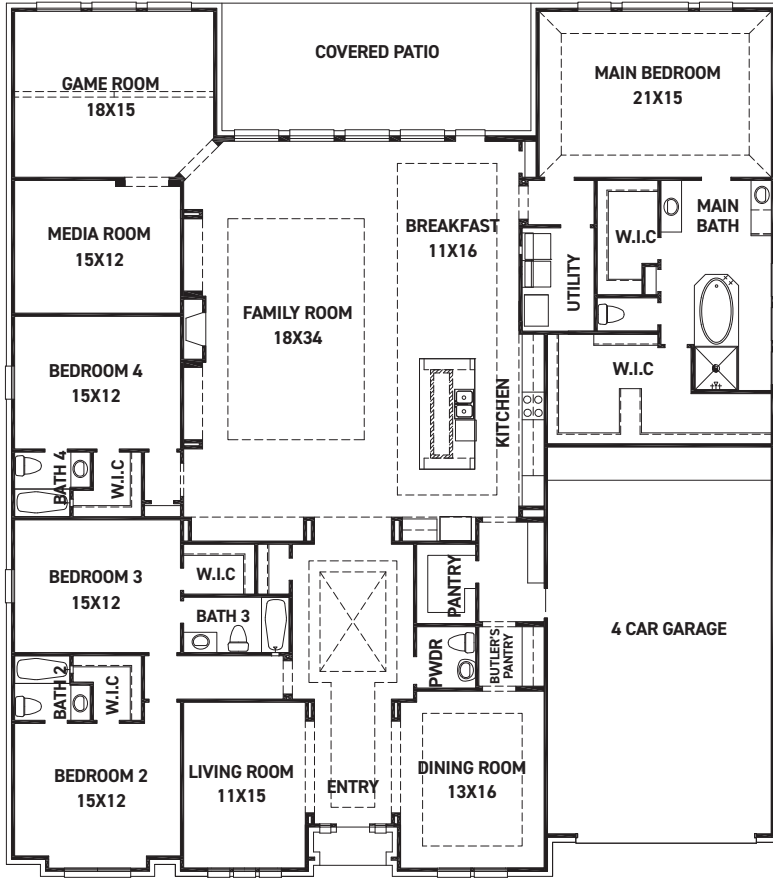 COVERED PATIO
GAME ROOM
18X15
MAIN BEDROOM
21X15
MEDIA ROOM
15X12
BREAKFAST
11X16
W.I.C
MAIN
BATH
UTILITY
FAMILY ROOM
18X34
BEDROOM 4
15X12
W.I.C
KITCHEN
BATH 4
W.I.C
BEDROOM 3
15X12
W.I.C
PANTRY
BATH 3
4 CAR GARAGE
PWDR
BUTLER'S
PANTRY
BATH 2
W.I.C
BEDROOM 2
15X12
LIVING ROOM
11X15
ENTRY
DINING ROOM
13X16